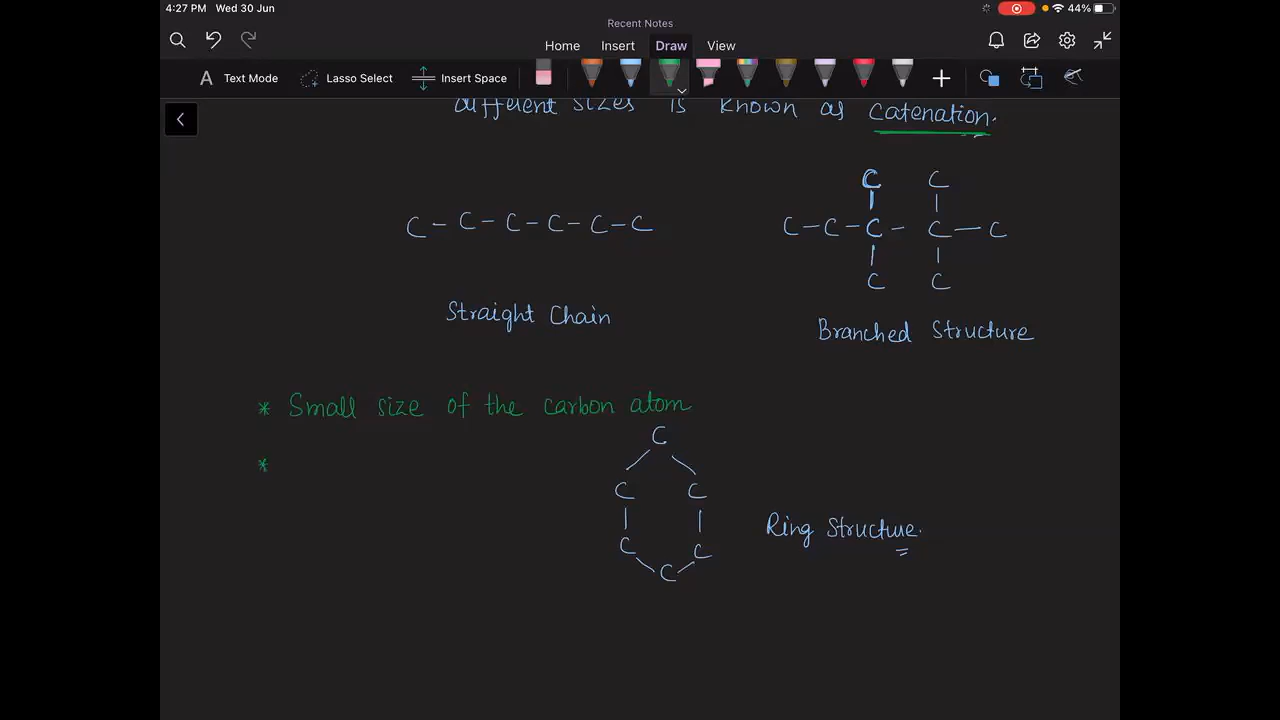 4:27 PM Wed 30 Jun
44%
Recent Notes
Home Insert Draw View
A Text Mode Lasso Select Insert Space
different sizes is known as catenation.
C C
C - C - C - C - C - C
C - C - C - C - C
C C
Straight Chain
Branched Structure
* Small size of the carbon atom
*
C
C C
Ring Structure.
C C
C